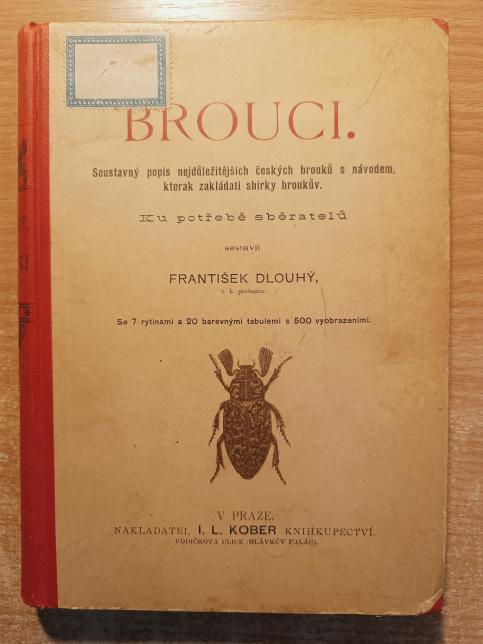 BROUCI.
Soustavný popis nejdůležitějších českých brouků s návodem,
kterak zakládati sbírky broukův.
Ku potřebě sběratelů
sestavil
FRANTIŠEK DLOUHÝ,
c. k. professor.
Se 7 rytinami a 20 barevnými tabulemi s 500 vyobrazeními.
V PRAZE.
NAKLADATEL I. L. KOBER KNIHKUPECTVÍ.
VODIČKOVA ULICE (HLÁVKŮV PALÁC).